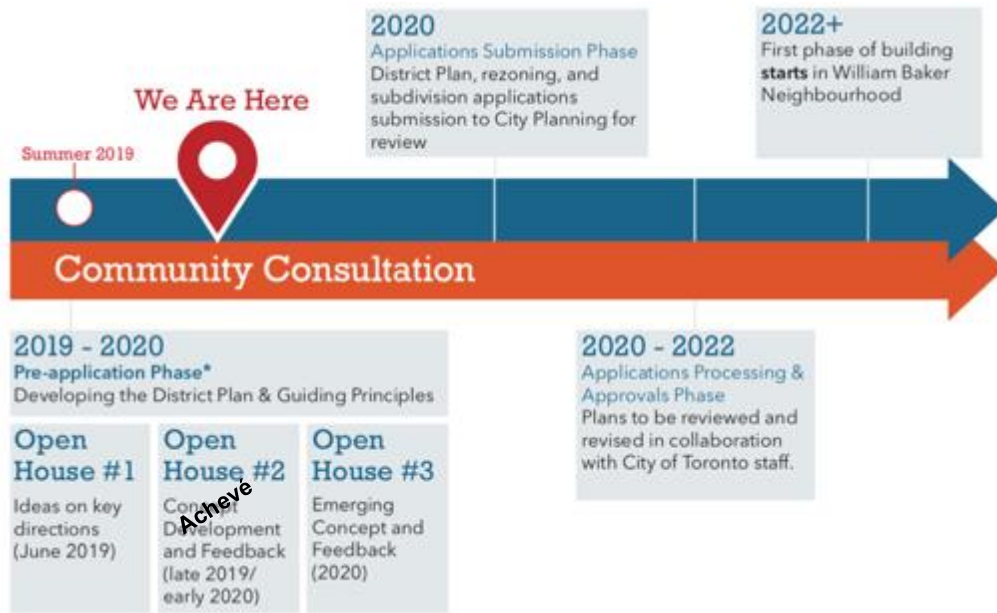 2020
Applications Submission Phase
District Plan, rezoning, and
subdivision applications
submission to City Planning for
review
2022+
First phase of building
starts in William Baker
Neighbourhood
We Are Here
Summer 2019
Community Consultation
2019 - 2020
Pre-application Phase*
Developing the District Plan & Guiding Principles
Open
House #1
Ideas on key
directions
(June 2019)
Open
House #2
Achevé
Concept
Development
and Feedback
(late 2019/
early 2020)
Open
House #3
Emerging
Concept and
Feedback
(2020)
2020 - 2022
Applications Processing &
Approvals Phase
Plans to be reviewed and
revised in collaboration
with City of Toronto staff.